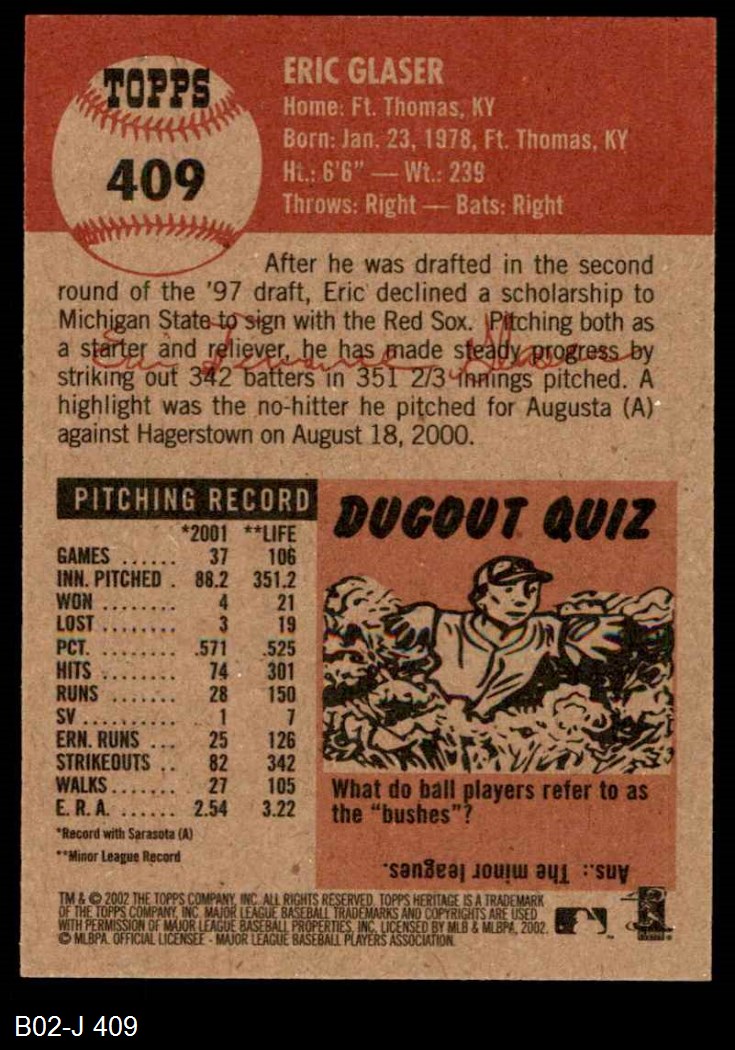 TOPPS
409
ERIC GLASER
Home: Ft. Thomas, KY
Born: Jan. 23, 1978, Ft. Thomas, KY
Ht.: 6'6" — Wt.: 239
Throws: Right — Bats: Right
After he was drafted in the second
round of the '97 draft, Eric declined a scholarship to
Michigan State to sign with the Red Sox. Pitching both as
a starter and reliever, he has made steady progress by
striking out 342 batters in 351 2/3 innings pitched. A
highlight was the no-hitter he pitched for Augusta (A)
against Hagerstown on August 18, 2000.
PITCHING RECORD
*2001 **LIFE
GAMES ...... 37 106
INN. PITCHED . 88.2 351.2
WON ........ 4 21
LOST ........ 3 19
PCT. ........ .571 .525
HITS ........ 74 301
RUNS ....... 28 150
SV .......... 1 7
ERN. RUNS ... 25 126
STRIKEOUTS .. 82 342
WALKS....... 27 105
E. R. A. ...... 2.54 3.22
*Record with Sarasota (A)
**Minor League Record
DUGOUT QUIZ
What do ball players refer to as
the "bushes"?
Ans.: The minor leagues.
TM & © 2002 THE TOPPS COMPANY, INC. ALL RIGHTS RESERVED. TOPPS HERITAGE IS A TRADEMARK
OF THE TOPPS COMPANY, INC. MAJOR LEAGUE BASEBALL TRADEMARKS AND COPYRIGHTS ARE USED
WITH PERMISSION OF MAJOR LEAGUE BASEBALL PROPERTIES, INC. LICENSED BY MLB & MLBPA, 2002.
© MLBPA. OFFICIAL LICENSEE - MAJOR LEAGUE BASEBALL PLAYERS ASSOCIATION.
B02-J 409